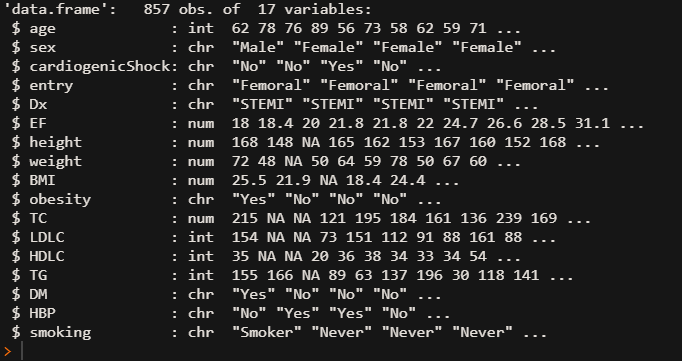 'data.frame':   857 obs. of  17 variables:
 $ age            : int  62 78 76 89 56 73 58 62 59 71 ...
 $ sex            : chr  "Male" "Female" "Female" "Female" ...
 $ cardiogenicShock: chr  "No" "No" "Yes" "No" ...
 $ entry          : chr  "Femoral" "Femoral" "Femoral" "Femoral" ...
 $ Dx             : chr  "STEMI" "STEMI" "STEMI" "STEMI" ...
 $ EF             : num  18 18.4 20 21.8 21.8 22 24.7 26.6 28.5 31.1 ...
 $ height         : num  168 148 NA 165 162 153 167 160 152 168 ...
 $ weight         : num  72 48 NA 50 64 59 78 50 67 60 ...
 $ BMI            : num  25.5 21.9 NA 18.4 24.4 ...
 $ obesity        : chr  "Yes" "No" "No" "No" ...
 $ TC             : num  215 NA NA 121 195 184 161 136 239 169 ...
 $ LDLC           : int  154 NA NA 73 151 112 91 88 161 88 ...
 $ HDLC           : int  35 NA NA 20 36 38 34 33 34 54 ...
 $ TG             : int  155 166 NA 89 63 137 196 30 118 141 ...
 $ DM             : chr  "Yes" "No" "No" "No" ...
 $ HBP            : chr  "No" "Yes" "Yes" "No" ...
 $ smoking        : chr  "Smoker" "Never" "Never" "Never" ...
>